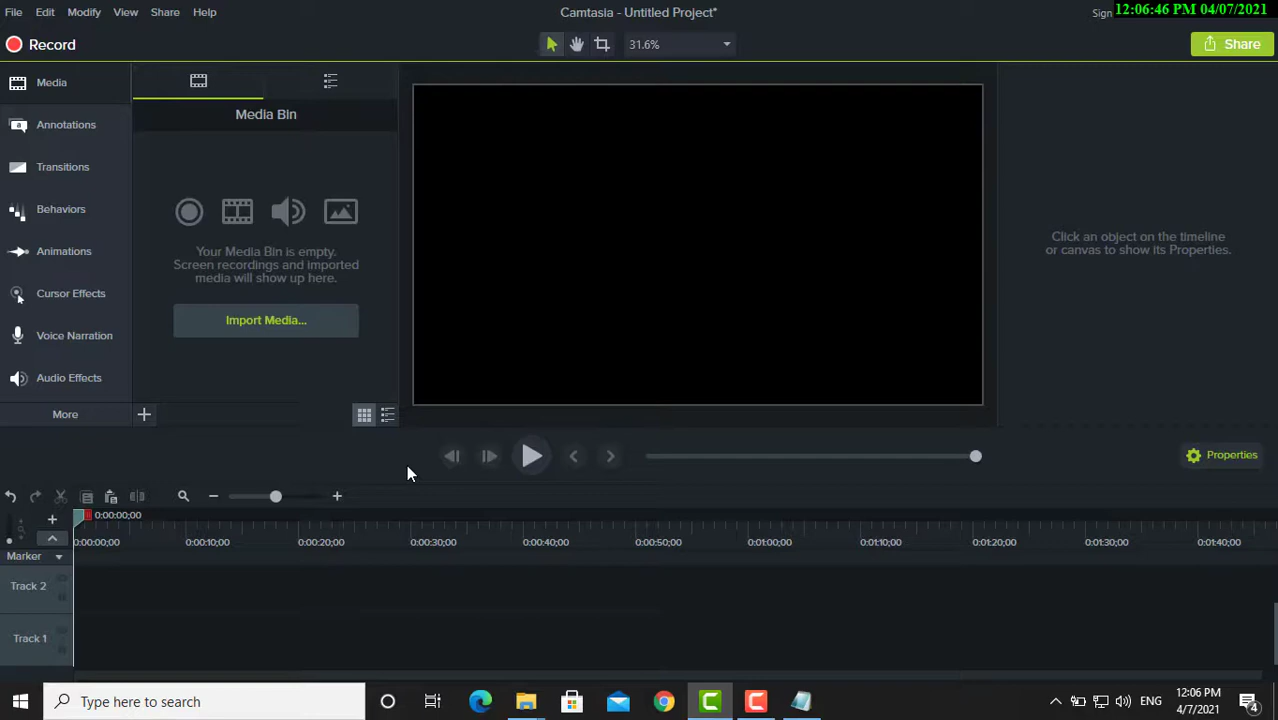 File Edit Modify View Share Help
Camtasia - Untitled Project*
Sign
12:06:46 PM 04/07/2021
Record
31.6%
Share
Media
Annotations
Transitions
Behaviors
Animations
Cursor Effects
Voice Narration
Audio Effects
More
Media Bin
Your Media Bin is empty.
Screen recordings and imported
media will show up here.
Import Media...
Click an object on the timeline
or canvas to show its Properties.
Properties
0:00:00;00
0:00:00;00 0:00:10;00 0:00:20;00 0:00:30;00 0:00:40;00 0:00:50;00 0:01:00;00 0:01:10;00 0:01:20;00 0:01:30;00 0:01:40;00
Marker
Track 2
Track 1
Type here to search
ENG
12:06 PM
4/7/2021
4